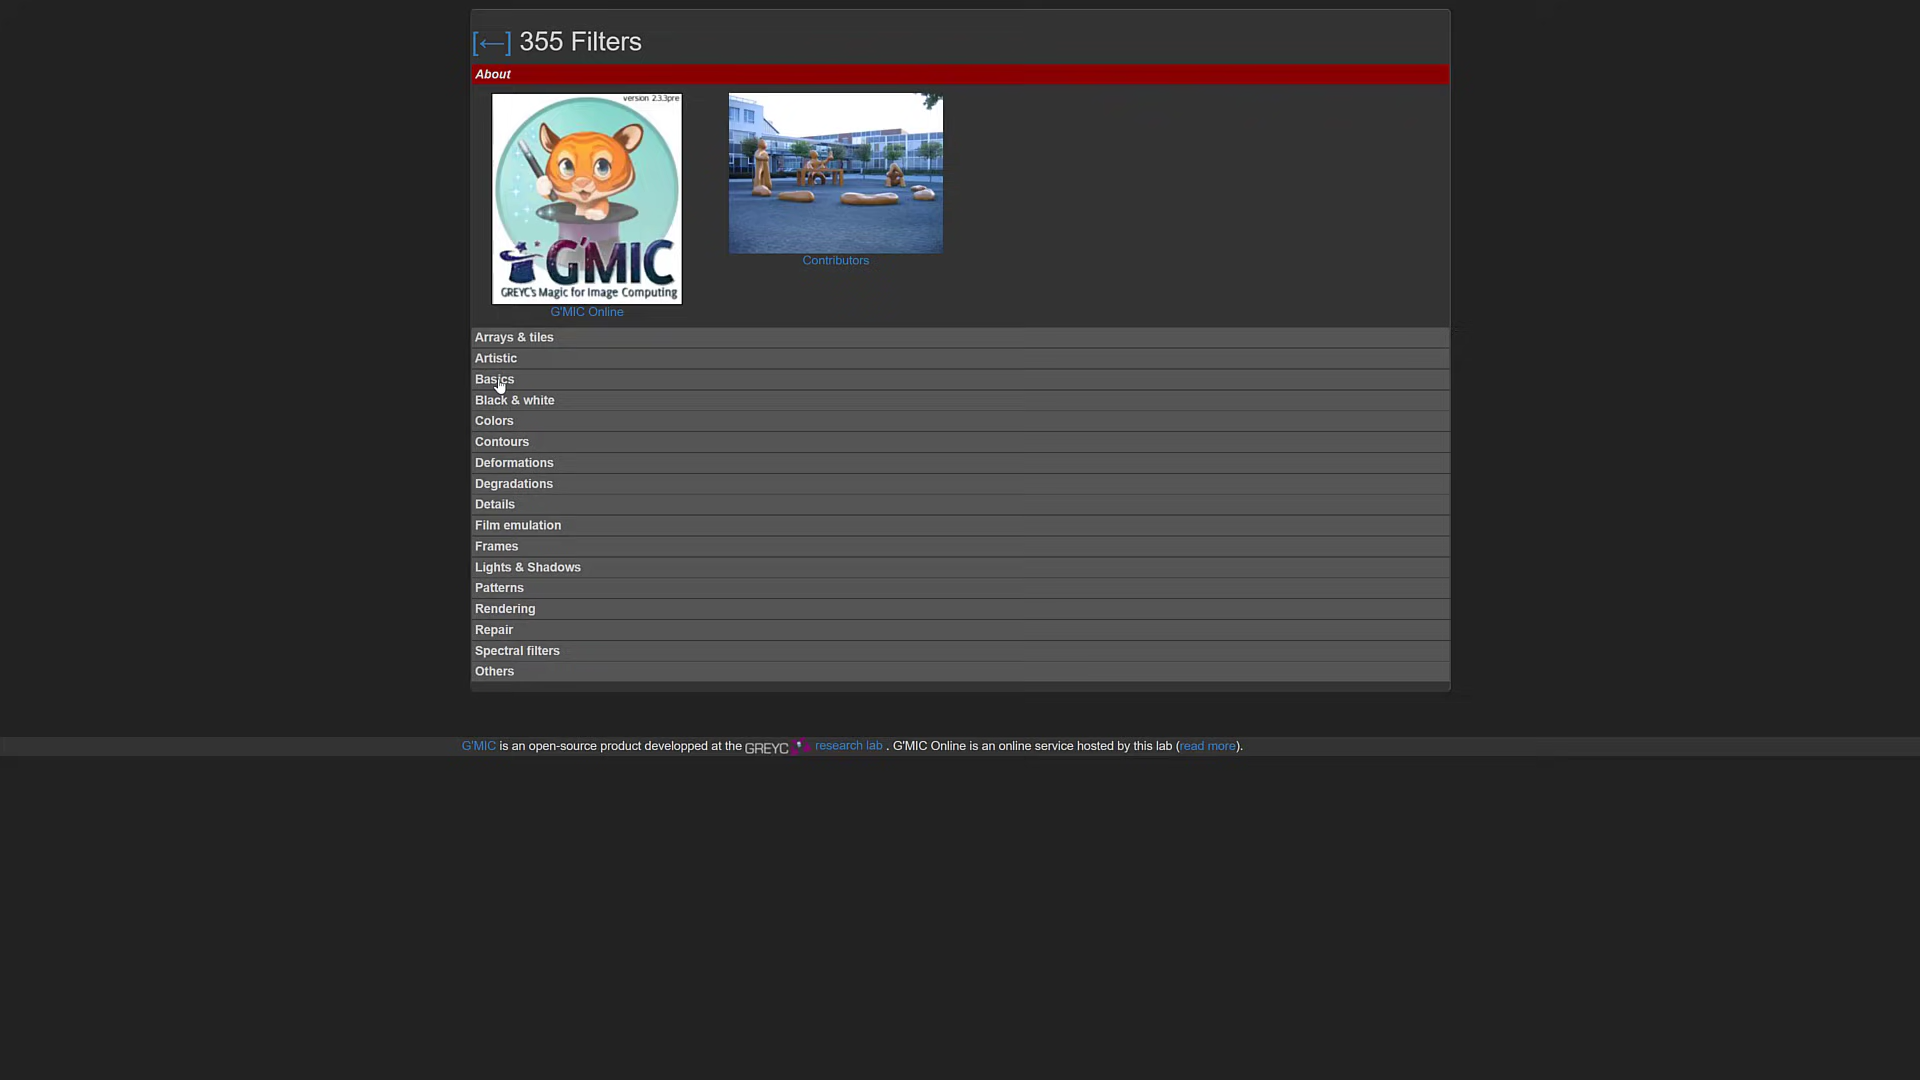 [←] 355 Filters
About
version 2.3.3pre
G'MIC
GREYC's Magic for Image Computing
G'MIC Online
Contributors
Arrays & tiles
Artistic
Basics
Black & white
Colors
Contours
Deformations
Degradations
Details
Film emulation
Frames
Lights & Shadows
Patterns
Rendering
Repair
Spectral filters
Others
G'MIC is an open-source product developped at the GREYC research lab . G'MIC Online is an online service hosted by this lab (read more).